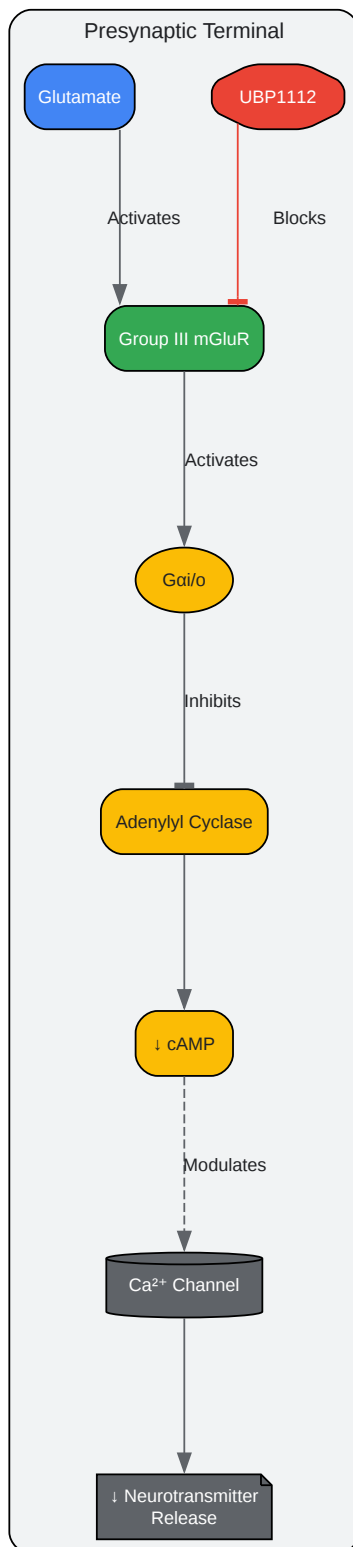 Presynaptic Terminal
Glutamate
UBP1112
Activates
Blocks
Group III mGluR
Activates
Gαi/o
Inhibits
Adenylyl Cyclase
↓ cAMP
Modulates
Ca²⁺ Channel
↓ Neurotransmitter
Release